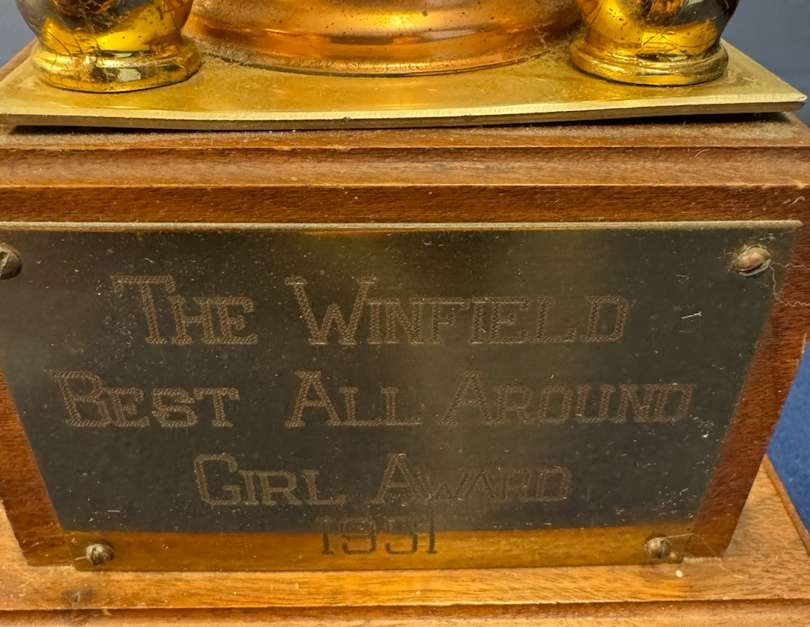 The Winfield
Best All Around
Girl Award
1951